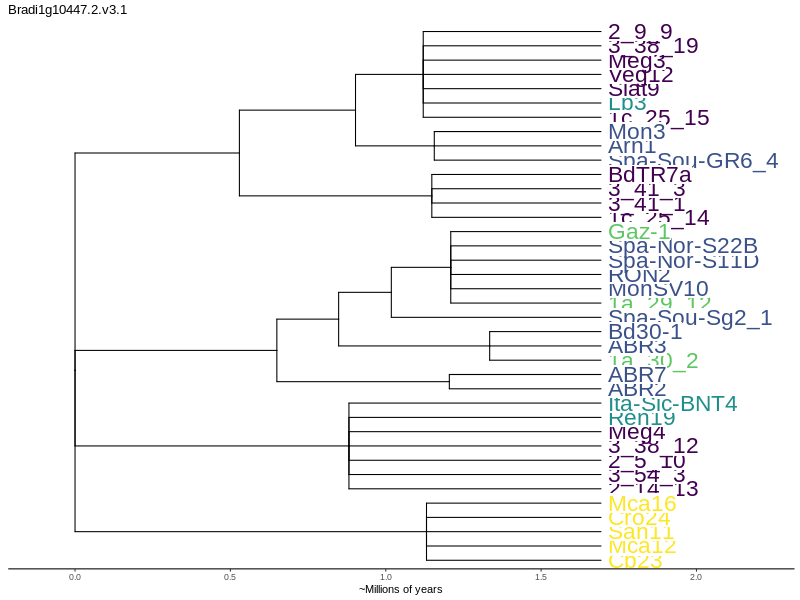 Bradi1g10447.2.v3.1
2_9_9
3_38_19
Meg3
Veg12
Slat9
Lb3
Tc_25_15
Mon3
Arn1
Spa-Sou-GR6_4
BdTR7a
3_41_3
3_41_1
Tc_25_14
Gaz-1
Spa-Nor-S22B
Spa-Nor-S11D
RON2
MonSV10
1a_29_12
Spa-Sou-Sg2_1
Bd30-1
ABR3
1a_30_2
ABR7
ABR2
Ita-Sic-BNT4
Ren19
Meg4
3_38_12
2_5_10
3_54_3
2_14_13
Mca16
Cro24
San11
Mca12
Cb23
0.0 0.5 1.0 1.5 2.0
~Millions of years